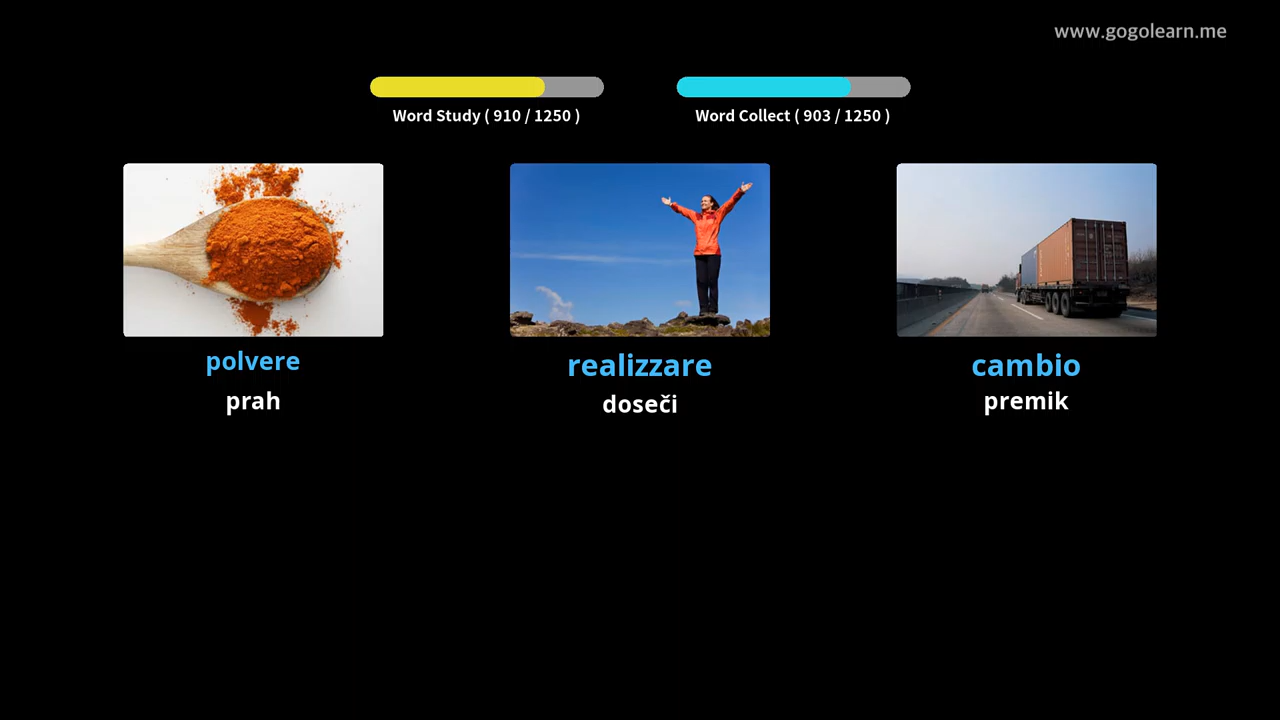 www.gogolearn.me
Word Study ( 910 / 1250 )
Word Collect ( 903 / 1250 )
polvere
prah
realizzare
doseči
cambio
premik